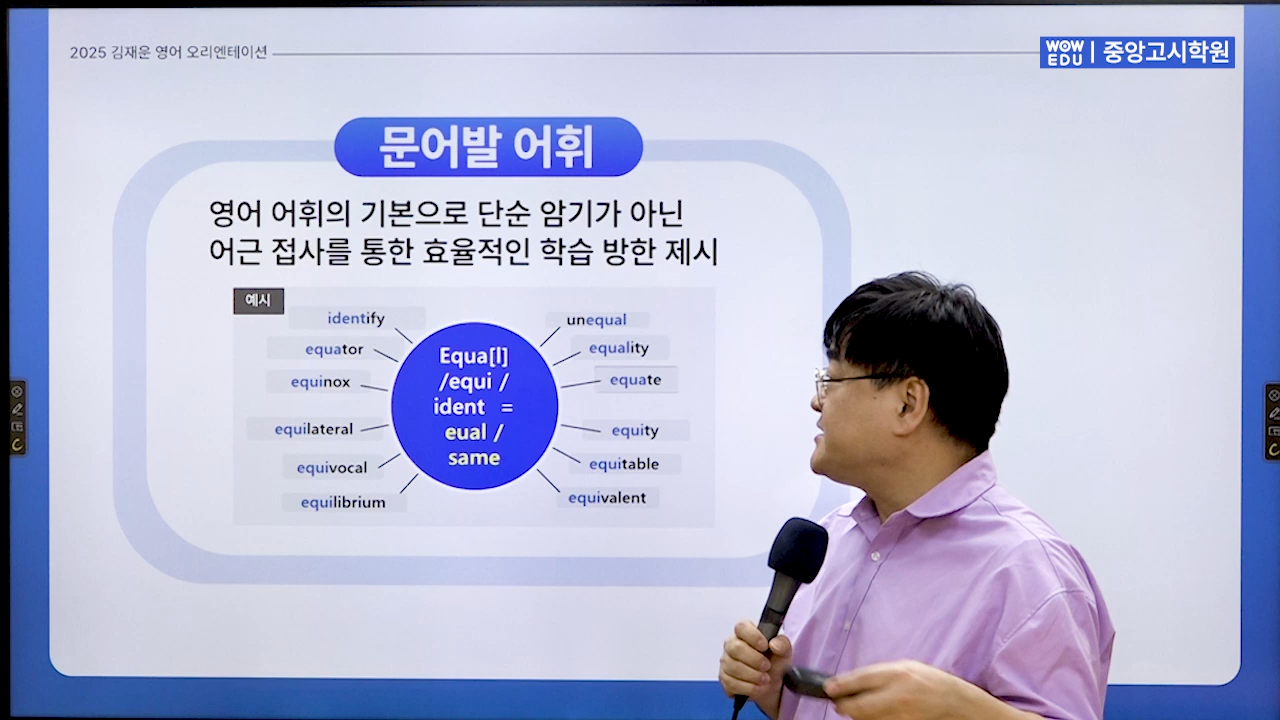 2025 김재운 영어 오리엔테이션
WOW EDU | 중앙고시학원
문어발 어휘
영어 어휘의 기본으로 단순 암기가 아닌
어근 접사를 통한 효율적인 학습 방한 제시
예시
identify
equator
equinox
equilateral
equivocal
equilibrium
Equa[l]
/equi /
ident =
eual /
same
unequal
equality
equate
equity
equitable
equivalent